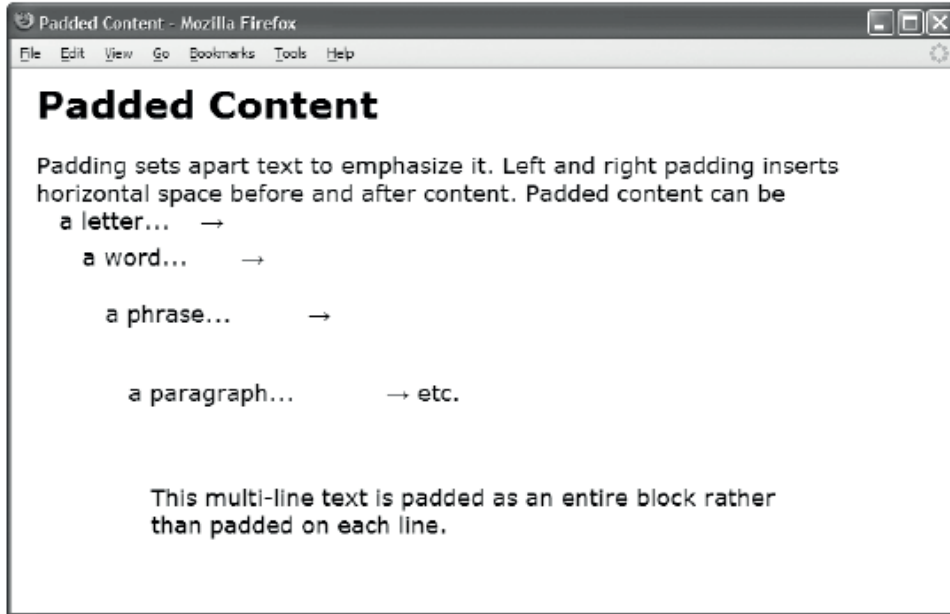 Padded Content - Mozilla Firefox
File Edit View Go Bookmarks Tools Help
Padded Content
Padding sets apart text to emphasize it. Left and right padding inserts
horizontal space before and after content. Padded content can be
a letter... →
a word... →
a phrase... →
a paragraph... → etc.
This multi-line text is padded as an entire block rather
than padded on each line.